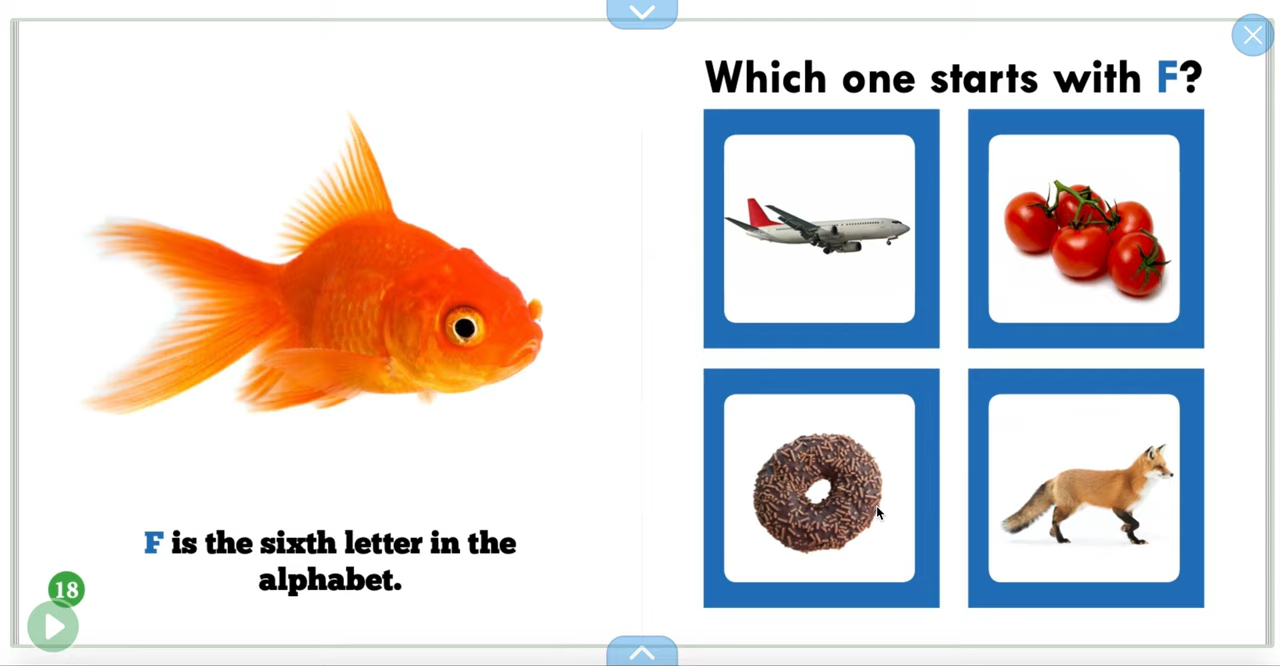 Which one starts with F?
F is the sixth letter in the
alphabet.
18